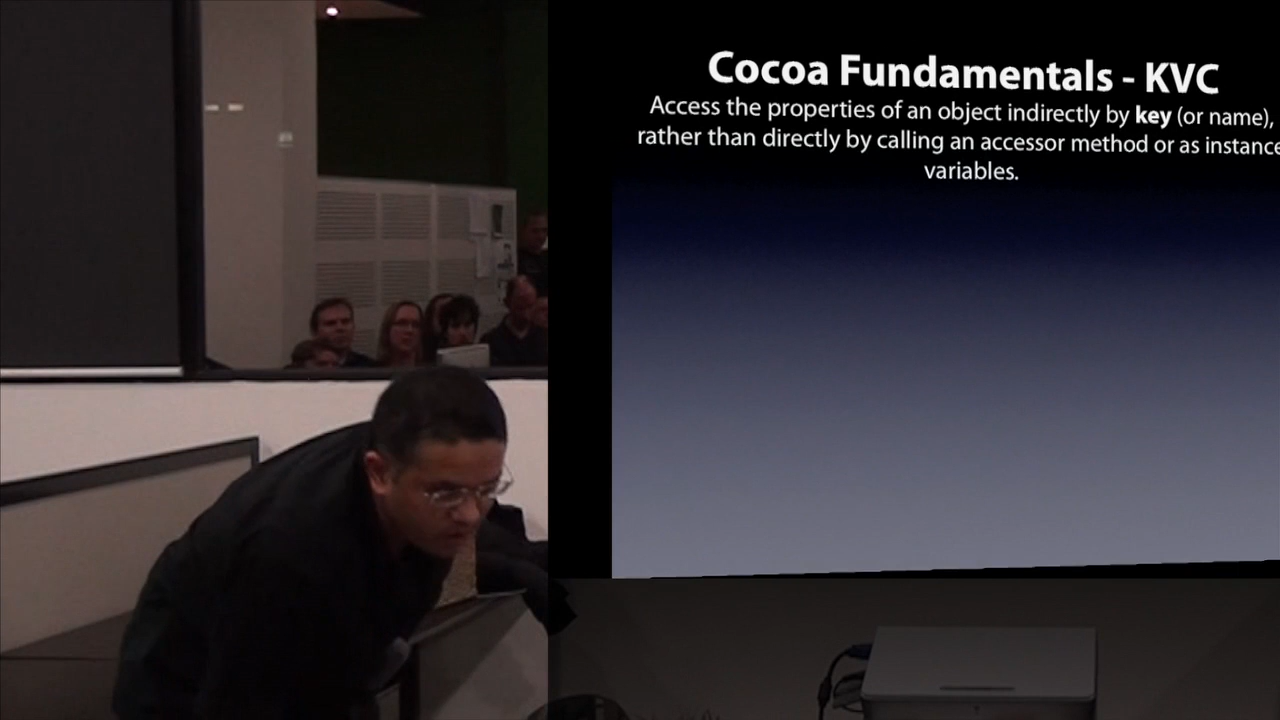 Cocoa Fundamentals - KVC
Access the properties of an object indirectly by key (or name),
rather than directly by calling an accessor method or as instance
variables.